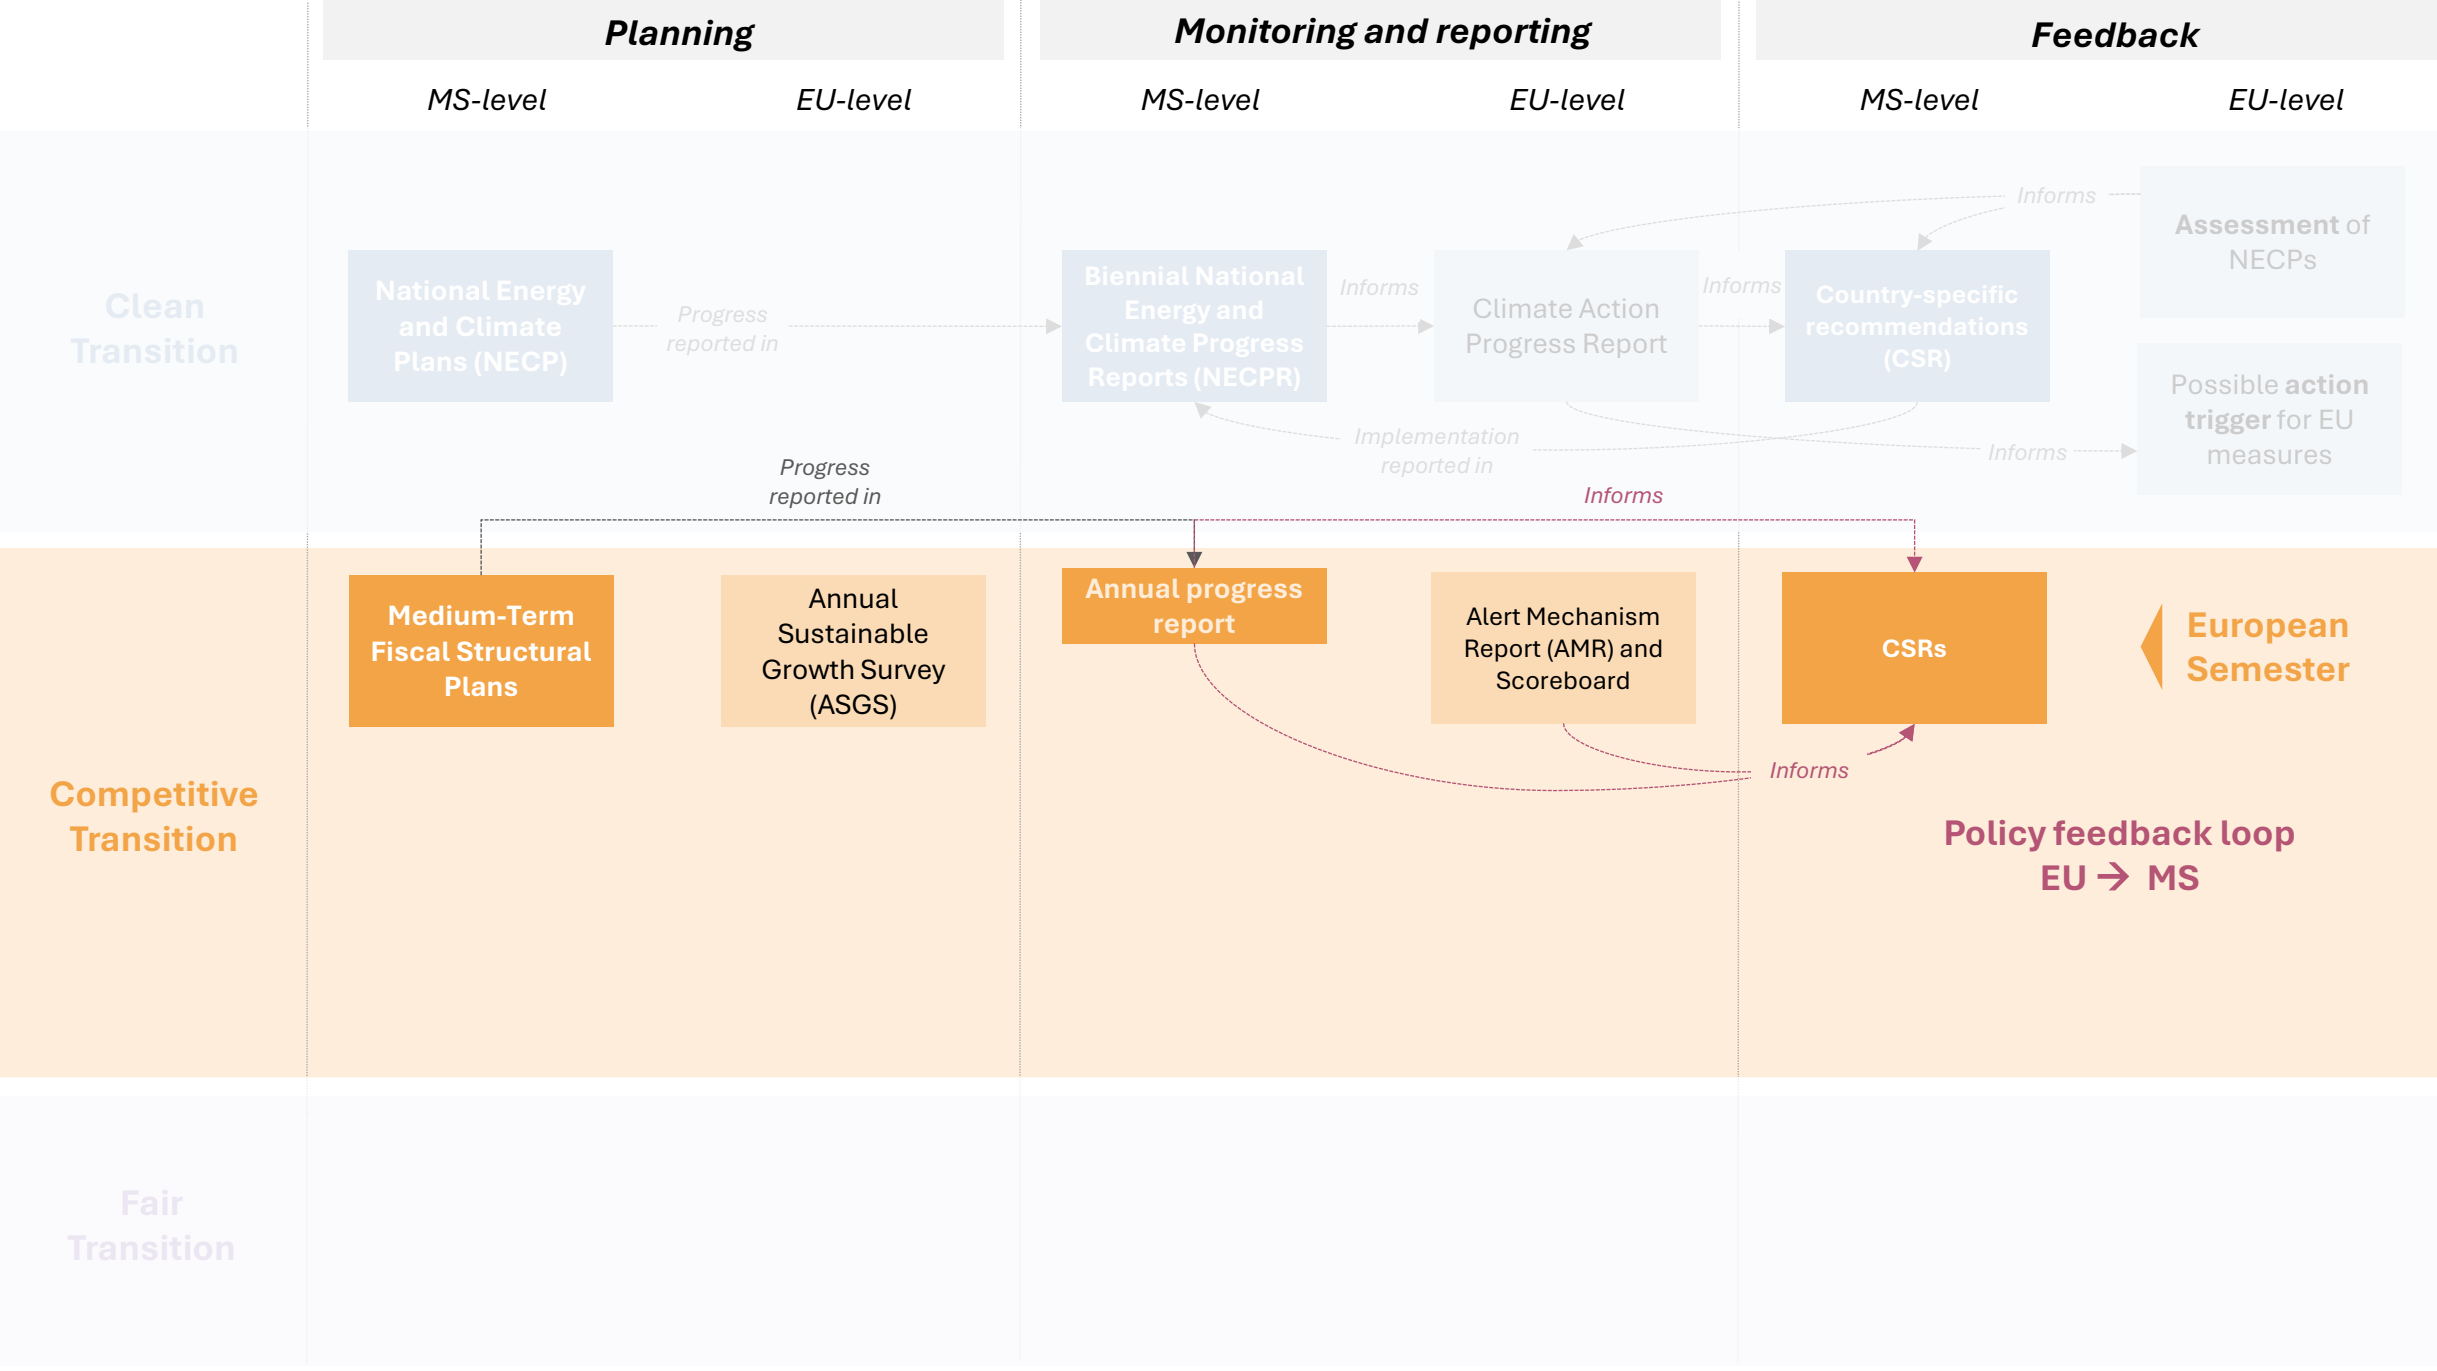 Planning
Monitoring and reporting
Feedback
MS-level
EU-level
MS-level
EU-level
MS-level
EU-level
Clean
Transition
National Energy
and Climate
Plans (NECP)
Progress
reported in
Biennial National
Energy and
Climate Progress
Reports (NECPR)
Informs
Climate Action
Progress Report
Informs
Country-specific
recommendations
(CSR)
Informs
Assessment of
NECPs
Possible action
trigger for EU
measures
Implementation
reported in
Informs
Progress
reported in
Informs
Competitive
Transition
Medium-Term
Fiscal Structural
Plans
Annual
Sustainable
Growth Survey
(ASGS)
Annual progress
report
Alert Mechanism
Report (AMR) and
Scoreboard
CSRs
European
Semester
Informs
Policy feedback loop
EU → MS
Fair
Transition